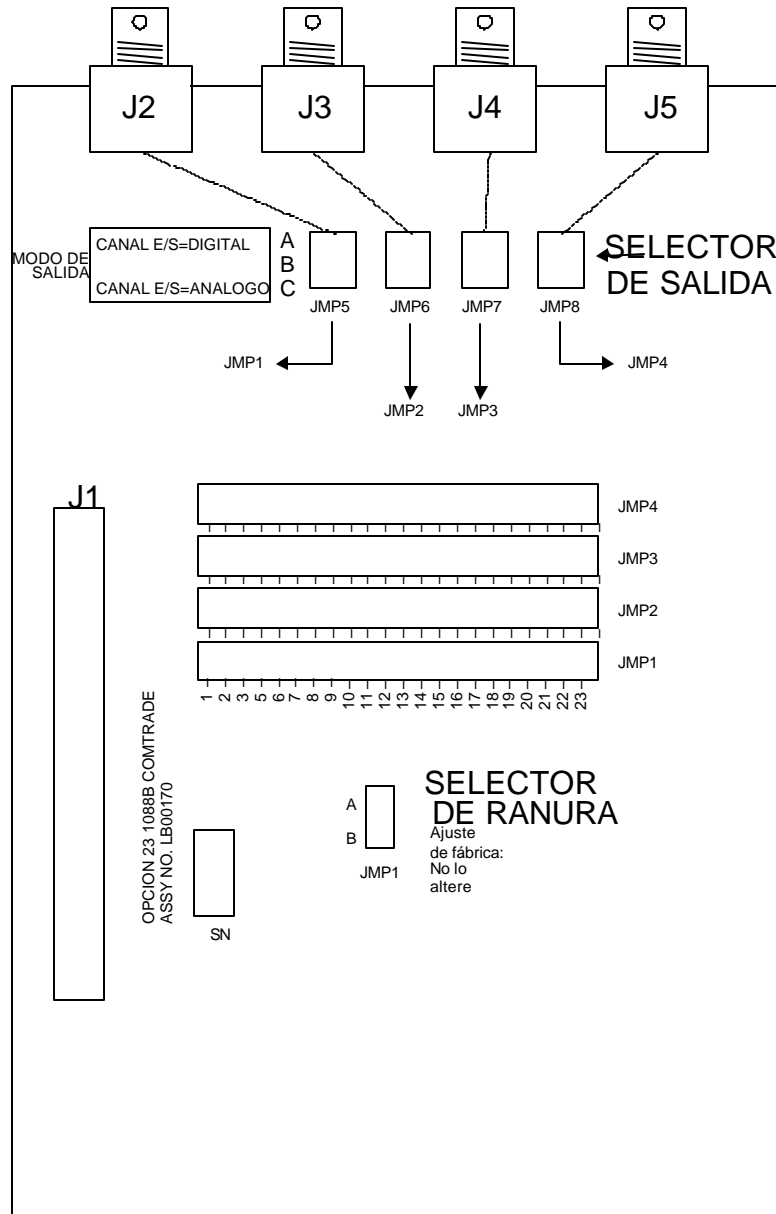 J2
J3
J4
J5
MODO DE
SALIDA
CANAL E/S=DIGITAL
CANAL E/S=ANALOGO
A
B
C
SELECTOR
DE SALIDA
JMP5
JMP6
JMP7
JMP8
JMP1
JMP4
JMP2
JMP3
J1
JMP4
JMP3
JMP2
JMP1
1 2 3 5 6 7 8 9 10 11 12 13 14 15 16 17 18 19 20 21 22 23
OPCION 23 1088B COMTRADE
ASSY NO. LB00170
SN
A
B
JMP1
SELECTOR
DE RANURA
Ajuste
de fábrica:
No lo
altere